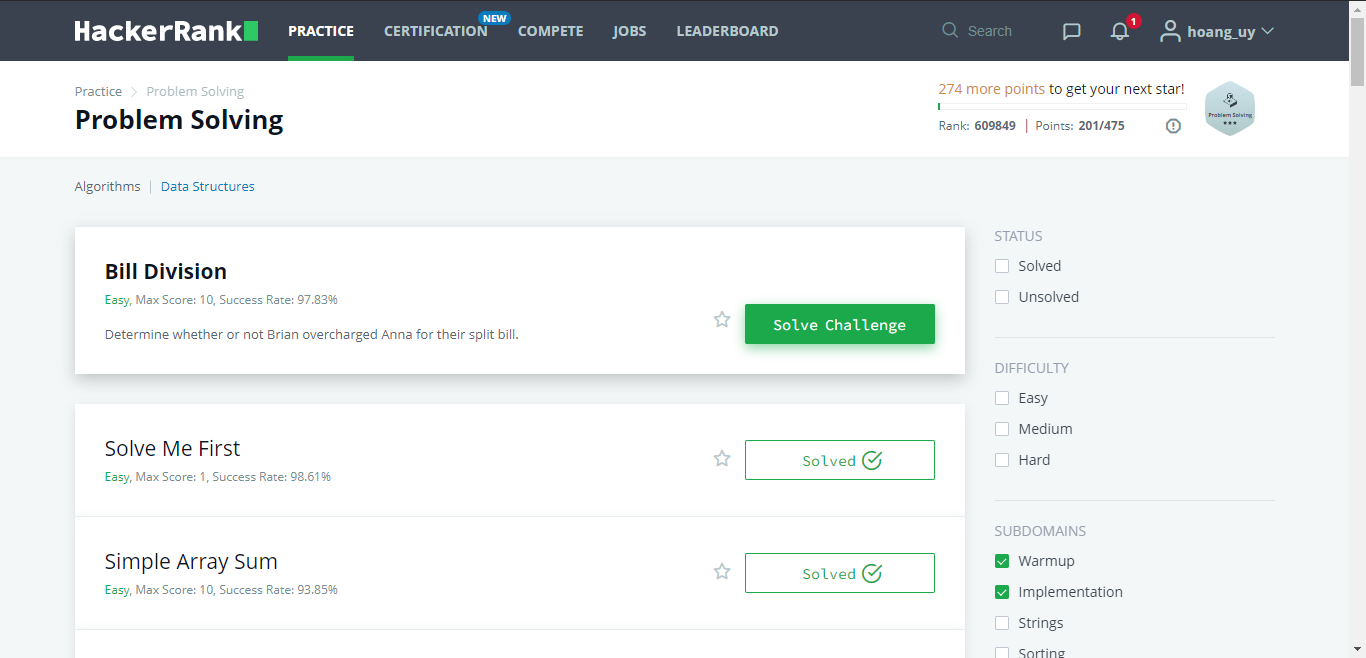 HackerRank PRACTICE CERTIFICATION NEW COMPETE JOBS LEADERBOARD Search 1 hoang_uy
Practice Problem Solving
Problem Solving
274 more points to get your next star!
Rank: 609849 | Points: 201/475
Problem Solving
Algorithms | Data Structures
Bill Division
Easy, Max Score: 10, Success Rate: 97.83%
Determine whether or not Brian overcharged Anna for their split bill.
Solve Challenge
Solve Me First
Easy, Max Score: 1, Success Rate: 98.61%
Solved
Simple Array Sum
Easy, Max Score: 10, Success Rate: 93.85%
Solved
STATUS
Solved
Unsolved
DIFFICULTY
Easy
Medium
Hard
SUBDOMAINS
Warmup
Implementation
Strings
Sorting